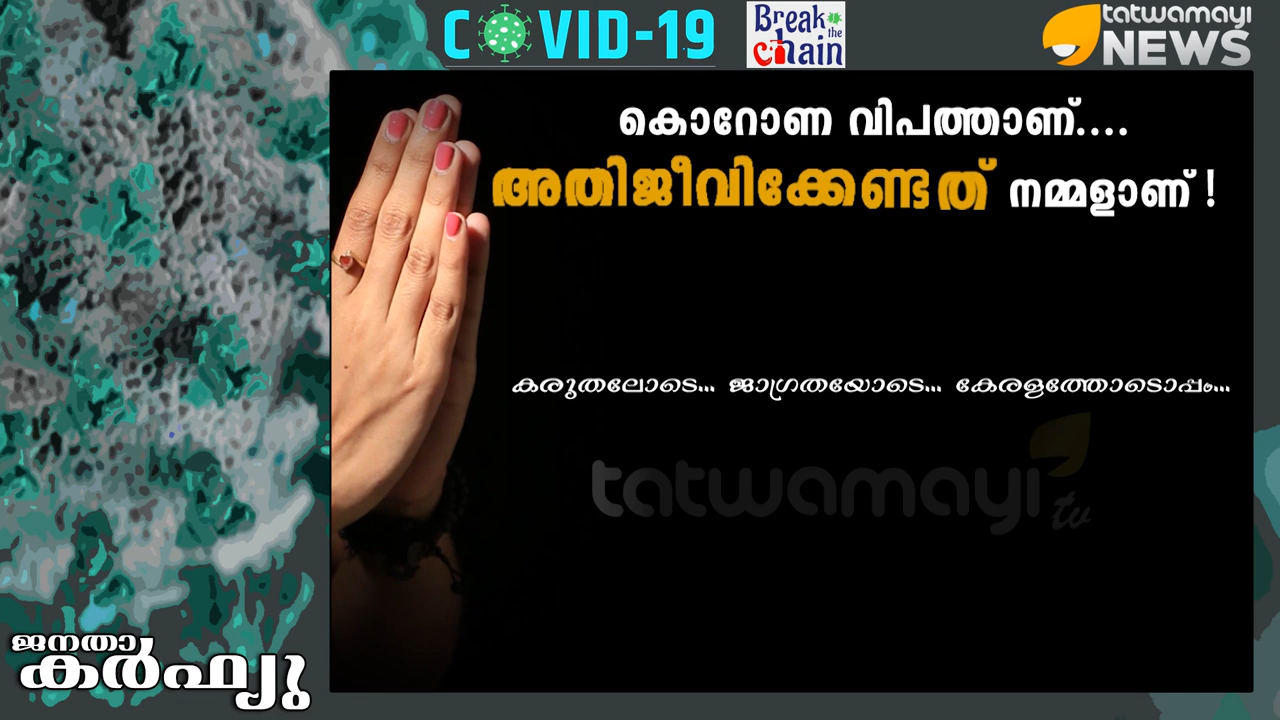 COVID-19
Break
the
chain
tatwamayi
NEWS
കൊറോണ വിപത്താണ്....
അതിജീവിക്കേണ്ടത് നമ്മളാണ് !
കരുതലോടെ... ജാഗ്രതയോടെ... കേരളത്തോടൊപ്പം...
tatwamayi
tv
ജനതാ
കർഫ്യു